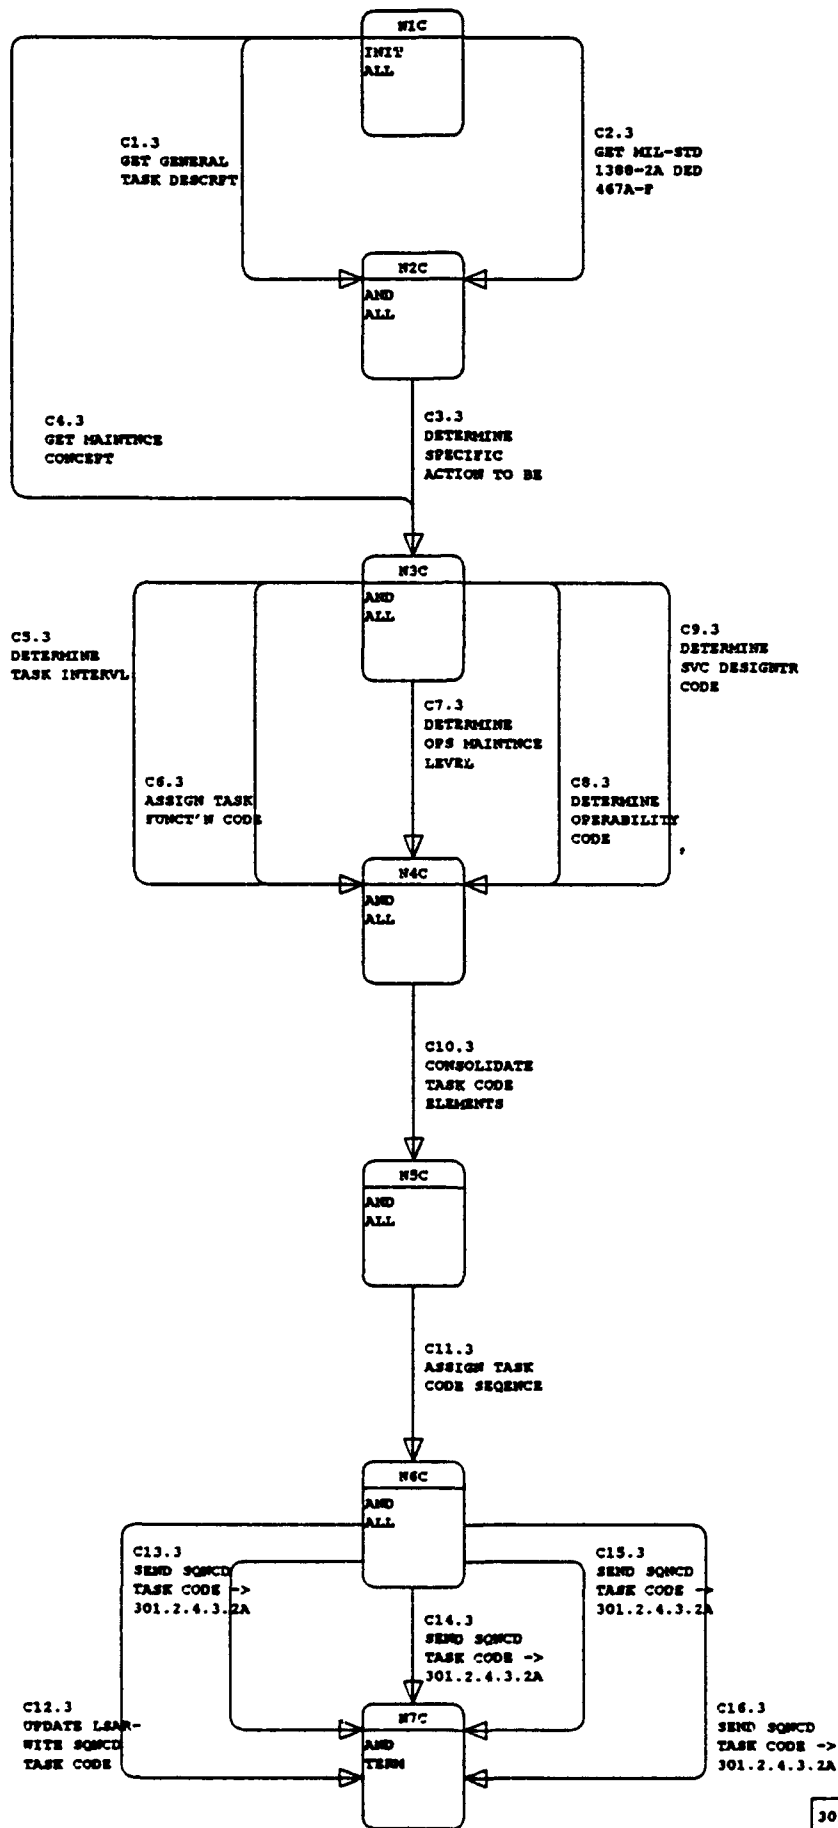 N1C
INIT
ALL
C1.3
GET GENERAL
TASK DESCRPT
C2.3
GET MIL-STD
1388-2A DED
467A-F
N2C
AND
ALL
C4.3
GET MAINTNCE
CONCEPT
C3.3
DETERMINE
SPECIFIC
ACTION TO BE
N3C
AND
ALL
C5.3
DETERMINE
TASK INTERVL
C9.3
DETERMINE
SVC DESIGNTR
CODE
C7.3
DETERMINE
OPS MAINTNCE
LEVEL
C6.3
ASSIGN TASK
FUNCT'N CODE
C8.3
DETERMINE
OPERABILITY
CODE
N4C
AND
ALL
C10.3
CONSOLIDATE
TASK CODE
ELEMENTS
N5C
AND
ALL
C11.3
ASSIGN TASK
CODE SEQENCE
N6C
AND
ALL
C13.3
SEND SQNCD
TASK CODE ->
301.2.4.3.2A
C15.3
SEND SQNCD
TASK CODE ->
301.2.4.3.2A
C14.3
SEND SQNCD
TASK CODE ->
301.2.4.3.2A
C12.3
UPDATE LSAR-
WITE SQNCD
TASK CODE
C16.3
SEND SQNCD
TASK CODE ->
301.2.4.3.2A
N7C
AND
TERM
30